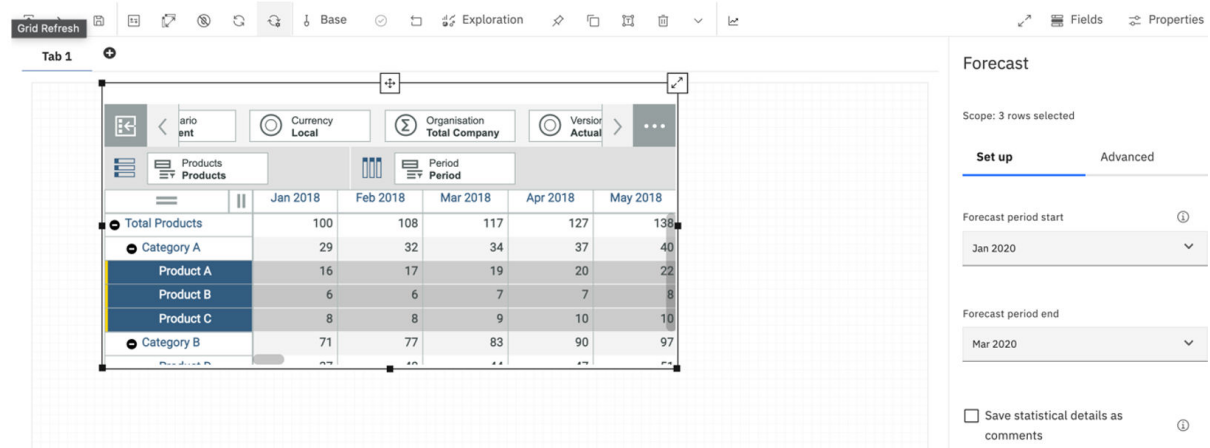 Grid Refresh
Base
Exploration
Fields
Properties
Tab 1
ario
ent
Currency
Local
Organisation
Total Company
Version
Actual
Products
Products
Period
Period
Jan 2018 Feb 2018 Mar 2018 Apr 2018 May 2018
Total Products 100 108 117 127 138
Category A 29 32 34 37 40
Product A 16 17 19 20 22
Product B 6 6 7 7 8
Product C 8 8 9 10 10
Category B 71 77 83 90 97
Forecast
Scope: 3 rows selected
Set up
Advanced
Forecast period start
Jan 2020
Forecast period end
Mar 2020
Save statistical details as
comments